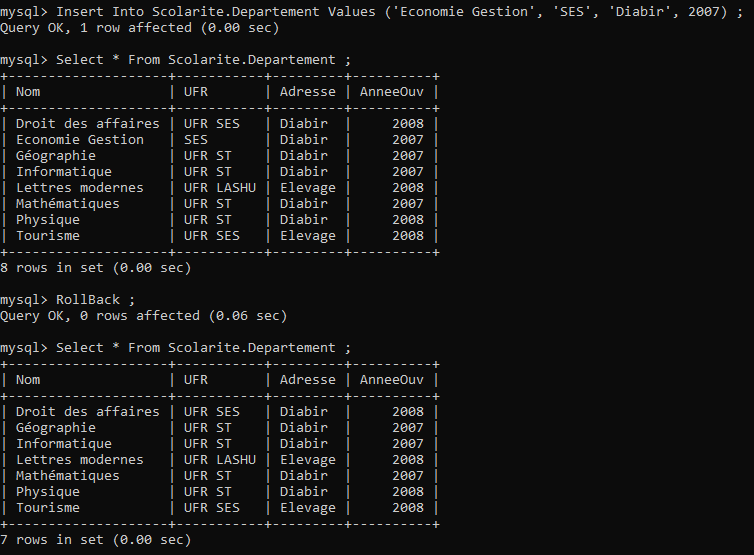 mysql> Insert Into Scolarite.Departement Values ('Economie Gestion', 'SES', 'Diabir', 2007) ;
Query OK, 1 row affected (0.00 sec)

mysql> Select * From Scolarite.Departement ;
+--------------------+-----------+---------+----------+
| Nom                | UFR       | Adresse | AnneeOuv |
+--------------------+-----------+---------+----------+
| Droit des affaires | UFR SES   | Diabir  |     2008 |
| Economie Gestion   | SES       | Diabir  |     2007 |
| Géographie         | UFR ST    | Diabir  |     2007 |
| Informatique       | UFR ST    | Diabir  |     2007 |
| Lettres modernes   | UFR LASHU | Elevage |     2008 |
| Mathématiques      | UFR ST    | Diabir  |     2007 |
| Physique           | UFR ST    | Diabir  |     2008 |
| Tourisme           | UFR SES   | Elevage |     2008 |
+--------------------+-----------+---------+----------+
8 rows in set (0.00 sec)

mysql> RollBack ;
Query OK, 0 rows affected (0.06 sec)

mysql> Select * From Scolarite.Departement ;
+--------------------+-----------+---------+----------+
| Nom                | UFR       | Adresse | AnneeOuv |
+--------------------+-----------+---------+----------+
| Droit des affaires | UFR SES   | Diabir  |     2008 |
| Géographie         | UFR ST    | Diabir  |     2007 |
| Informatique       | UFR ST    | Diabir  |     2007 |
| Lettres modernes   | UFR LASHU | Elevage |     2008 |
| Mathématiques      | UFR ST    | Diabir  |     2007 |
| Physique           | UFR ST    | Diabir  |     2008 |
| Tourisme           | UFR SES   | Elevage |     2008 |
+--------------------+-----------+---------+----------+
7 rows in set (0.00 sec)